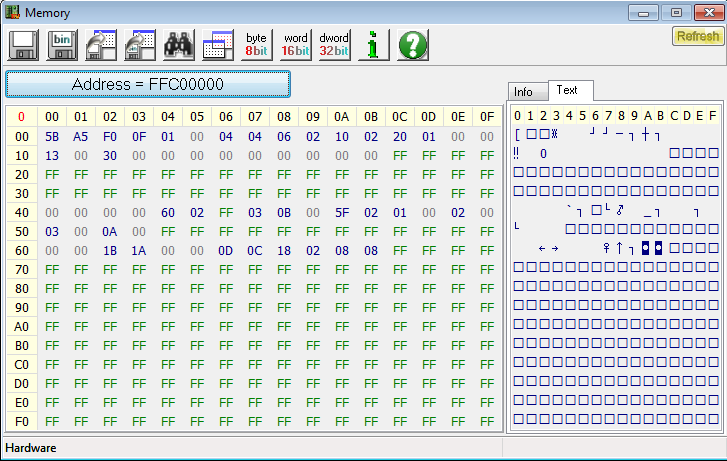 Memory
bin
byte 8bit
word 16bit
dword 32bit
Refresh
Address = FFC00000
Info
Text
0 00 01 02 03 04 05 06 07 08 09 0A 0B 0C 0D 0E 0F
0 1 2 3 4 5 6 7 8 9 A B C D E F
00 5B A5 F0 0F 01 00 04 04 06 02 10 02 20 01 00 00
[ □ □ ¤ ┘ ┘ ─ ┐ ┼ ┐
10 13 00 30 00 00 00 00 00 00 00 00 00 FF FF FF FF
‼ 0 □ □ □ □
20 FF FF FF FF FF FF FF FF FF FF FF FF FF FF FF FF
30 FF FF FF FF FF FF FF FF FF FF FF FF FF FF FF FF
40 00 00 00 00 60 02 FF 03 0B 00 5F 02 01 00 02 00
` ┐ □ └ ♂ _ ┐ ┐
50 03 00 0A 00 FF FF FF FF FF FF FF FF FF FF FF FF
└ □ □ □ □ □ □ □ □ □ □ □ □
60 00 00 1B 1A 00 00 0D 0C 18 02 08 08 FF FF FF FF
← → ♀ ↑ ┐ ◘ ◘ □ □ □ □
70 FF FF FF FF FF FF FF FF FF FF FF FF FF FF FF FF
80 FF FF FF FF FF FF FF FF FF FF FF FF FF FF FF FF
90 FF FF FF FF FF FF FF FF FF FF FF FF FF FF FF FF
A0 FF FF FF FF FF FF FF FF FF FF FF FF FF FF FF FF
B0 FF FF FF FF FF FF FF FF FF FF FF FF FF FF FF FF
C0 FF FF FF FF FF FF FF FF FF FF FF FF FF FF FF FF
D0 FF FF FF FF FF FF FF FF FF FF FF FF FF FF FF FF
E0 FF FF FF FF FF FF FF FF FF FF FF FF FF FF FF FF
F0 FF FF FF FF FF FF FF FF FF FF FF FF FF FF FF FF
Hardware